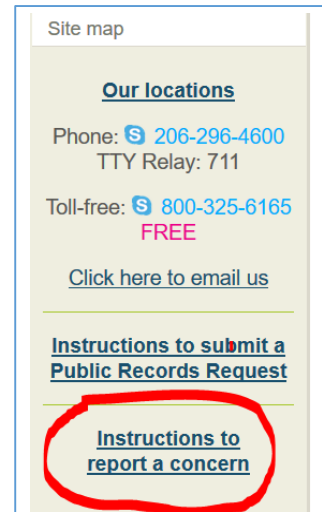 Site map
Our locations
Phone: 206-296-4600
TTY Relay: 711
Toll-free: 800-325-6165
FREE
Click here to email us
Instructions to submit a
Public Records Request
Instructions to
report a concern